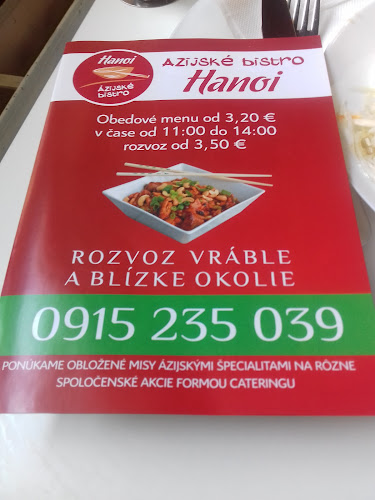 Hanoi
ÁZIJSKÉ
BISTRO
ÁZIJSKÉ BISTRO
Hanoi
Obedové menu od 3,20 €
v čase od 11:00 do 14:00
rozvoz od 3,50 €
ROZVOZ VRÁBLE
A BLÍZKE OKOLIE
0915 235 039
PONÚKAME OBLOŽENÉ MISY ÁZIJSKÝMI ŠPECIALITAMI NA RÔZNE
SPOLOČENSKÉ AKCIE FORMOU CATERINGU